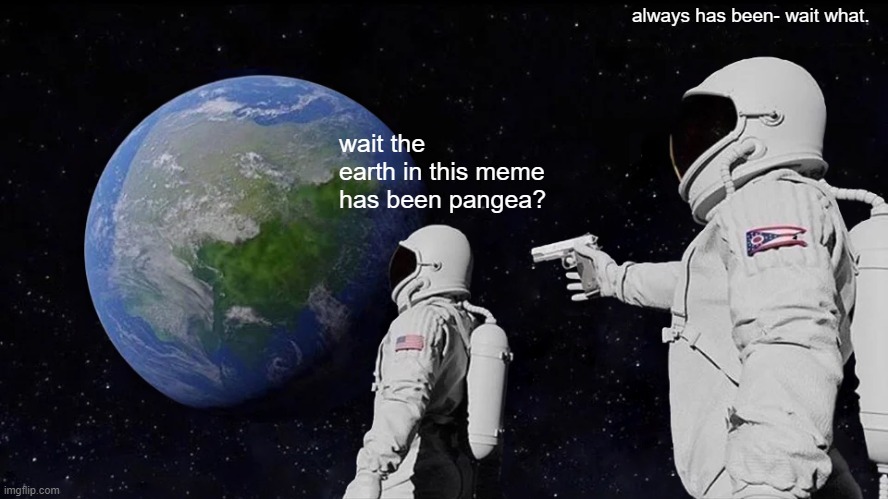 always has been- wait what.
wait the
earth in this meme
has been pangea?
imgflip.com